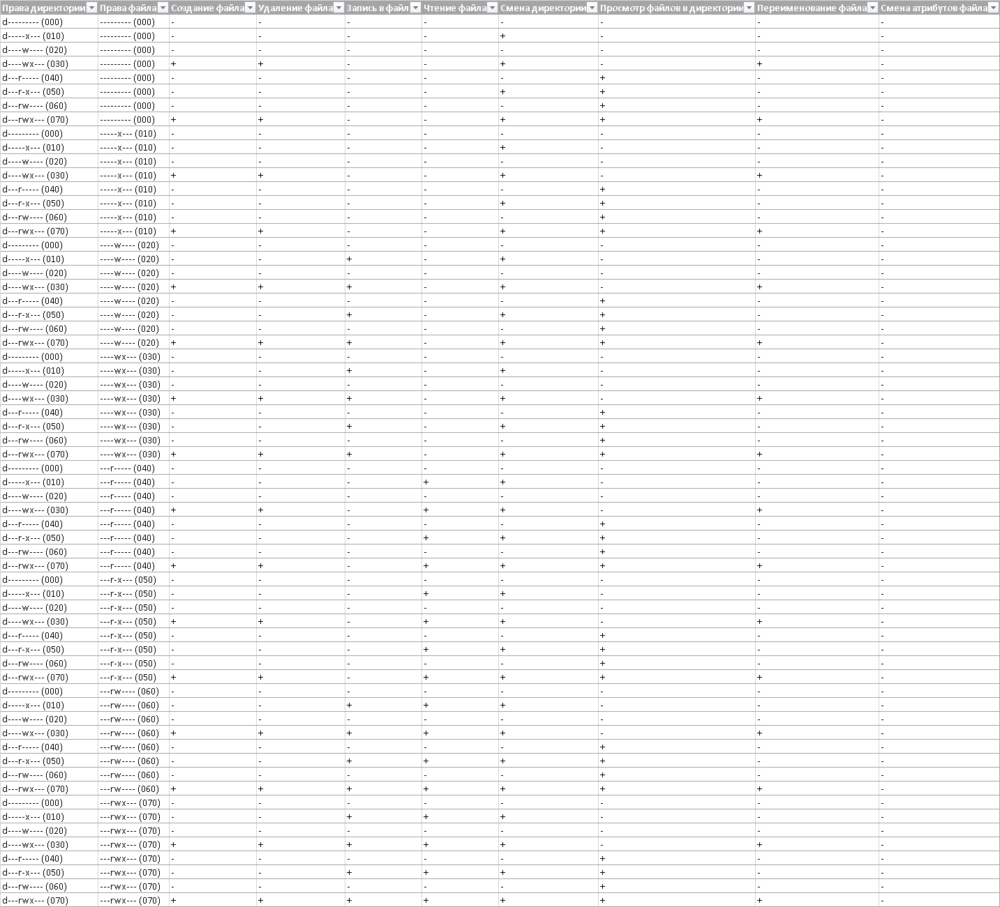 Права директории Права файла Создание файла Удаление файла Запись в файл Чтение файла Смена директории Просмотр файлов в директории Переименование файла Смена атрибутов файла
d--------- (000) --------- (000) - - - - - - - -
d-----x--- (010) --------- (000) - - - - + - - -
d----w---- (020) --------- (000) - - - - - - - -
d----wx--- (030) --------- (000) + + - - + - + -
d---r----- (040) --------- (000) - - - - - + - -
d---r-x--- (050) --------- (000) - - - - + + - -
d---rw---- (060) --------- (000) - - - - - + - -
d---rwx--- (070) --------- (000) + + - - + + + -
d--------- (000) -----x--- (010) - - - - - - - -
d-----x--- (010) -----x--- (010) - - - - + - - -
d----w---- (020) -----x--- (010) - - - - - - - -
d----wx--- (030) -----x--- (010) + + - - + - + -
d---r----- (040) -----x--- (010) - - - - - + - -
d---r-x--- (050) -----x--- (010) - - - - + + - -
d---rw---- (060) -----x--- (010) - - - - - + - -
d---rwx--- (070) -----x--- (010) + + - - + + + -
d--------- (000) ----w---- (020) - - - - - - - -
d-----x--- (010) ----w---- (020) - - + - + - - -
d----w---- (020) ----w---- (020) - - - - - - - -
d----wx--- (030) ----w---- (020) + + + - + - + -
d---r----- (040) ----w---- (020) - - - - - + - -
d---r-x--- (050) ----w---- (020) - - + - + + - -
d---rw---- (060) ----w---- (020) - - - - - + - -
d---rwx--- (070) ----w---- (020) + + + - + + + -
d--------- (000) ----wx--- (030) - - - - - - - -
d-----x--- (010) ----wx--- (030) - - + - + - - -
d----w---- (020) ----wx--- (030) - - - - - - - -
d----wx--- (030) ----wx--- (030) + + + - + - + -
d---r----- (040) ----wx--- (030) - - - - - + - -
d---r-x--- (050) ----wx--- (030) - - + - + + - -
d---rw---- (060) ----wx--- (030) - - - - - + - -
d---rwx--- (070) ----wx--- (030) + + + - + + + -
d--------- (000) ---r----- (040) - - - - - - - -
d-----x--- (010) ---r----- (040) - - - + + - - -
d----w---- (020) ---r----- (040) - - - - - - - -
d----wx--- (030) ---r----- (040) + + - + + - + -
d---r----- (040) ---r----- (040) - - - - - + - -
d---r-x--- (050) ---r----- (040) - - - + + + - -
d---rw---- (060) ---r----- (040) - - - - - + - -
d---rwx--- (070) ---r----- (040) + + - + + + + -
d--------- (000) ---r-x--- (050) - - - - - - - -
d-----x--- (010) ---r-x--- (050) - - - + + - - -
d----w---- (020) ---r-x--- (050) - - - - - - - -
d----wx--- (030) ---r-x--- (050) + + - + + - + -
d---r----- (040) ---r-x--- (050) - - - - - + - -
d---r-x--- (050) ---r-x--- (050) - - - + + + - -
d---rw---- (060) ---r-x--- (050) - - - - - + - -
d---rwx--- (070) ---r-x--- (050) + + - + + + + -
d--------- (000) ---rw---- (060) - - - - - - - -
d-----x--- (010) ---rw---- (060) - - + + + - - -
d----w---- (020) ---rw---- (060) - - - - - - - -
d----wx--- (030) ---rw---- (060) + + + + + - + -
d---r----- (040) ---rw---- (060) - - - - - + - -
d---r-x--- (050) ---rw---- (060) - - + + + + - -
d---rw---- (060) ---rw---- (060) - - - - - + - -
d---rwx--- (070) ---rw---- (060) + + + + + + + -
d--------- (000) ---rwx--- (070) - - - - - - - -
d-----x--- (010) ---rwx--- (070) - - + + + - - -
d----w---- (020) ---rwx--- (070) - - - - - - - -
d----wx--- (030) ---rwx--- (070) + + + + + - + -
d---r----- (040) ---rwx--- (070) - - - - - + - -
d---r-x--- (050) ---rwx--- (070) - - + + + + - -
d---rw---- (060) ---rwx--- (070) - - - - - + - -
d---rwx--- (070) ---rwx--- (070) + + + + + + + -